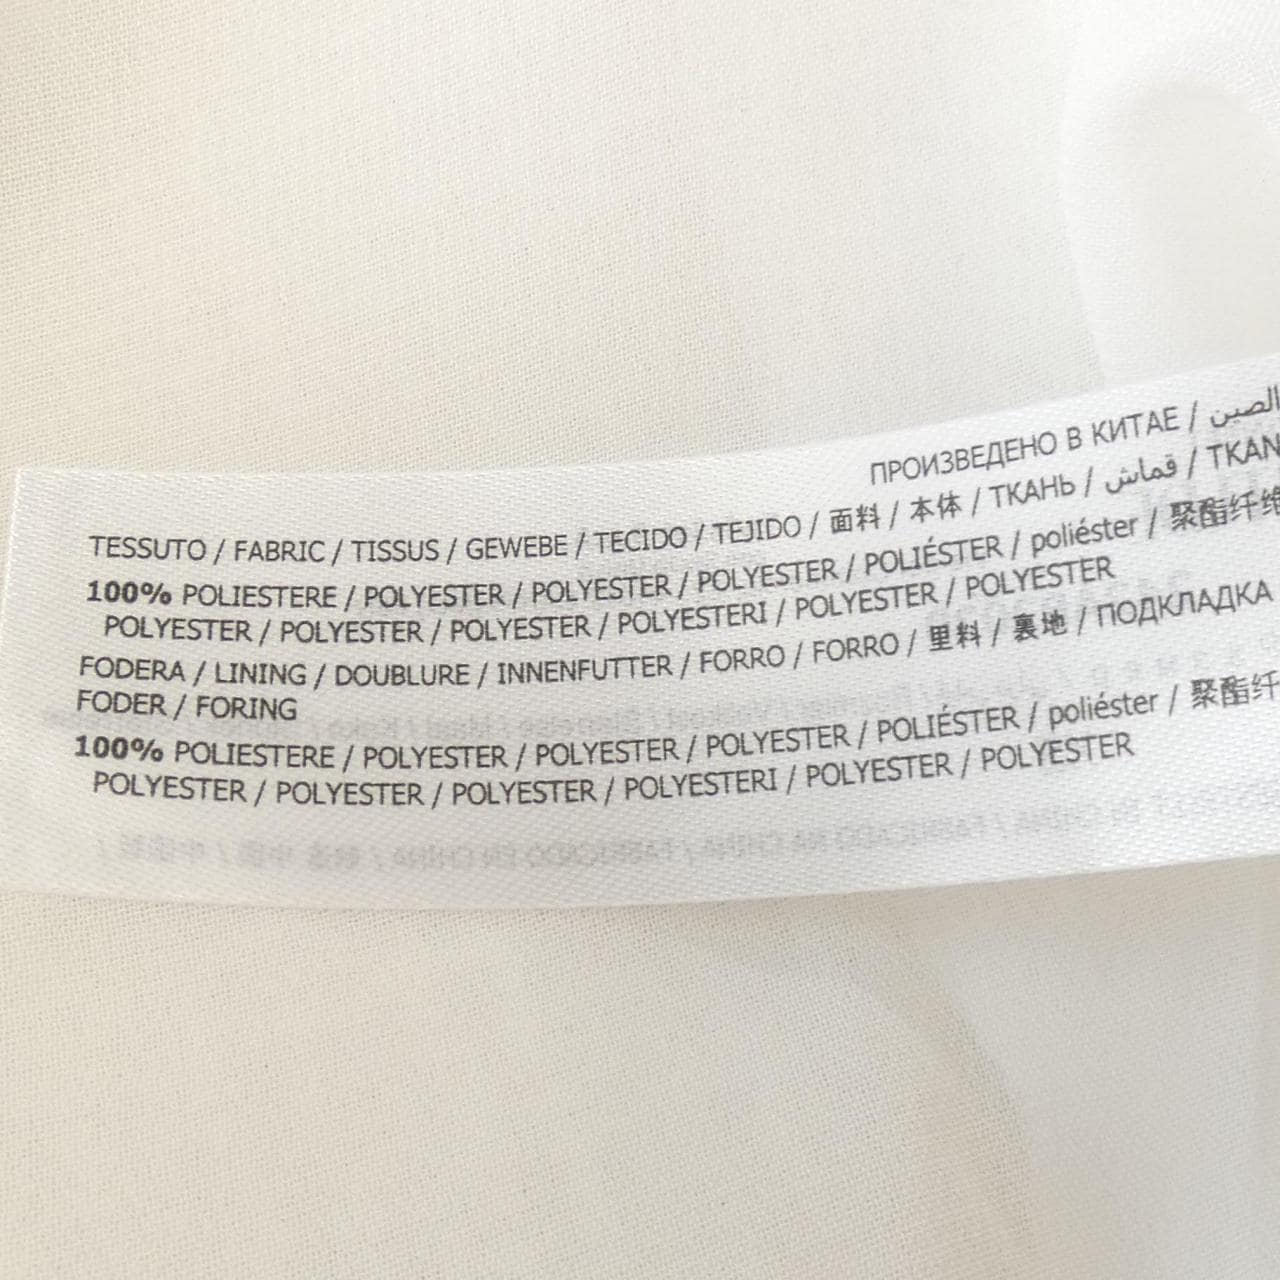 ПРОИЗВЕДЕНО В КИТАЕ / الصين
TESSUTO / FABRIC / TISSUS / GEWEBE / TECIDO / TEJIDO / 面料 / 本体 / ТКАНЬ / قماش / TKAN
100% POLIESTERE / POLYESTER / POLYESTER / POLYESTER / POLIÉSTER / poliéster / 聚酯纤维
POLYESTER / POLYESTER / POLYESTER / POLYESTERI / POLYESTER / POLYESTER
FODERA / LINING / DOUBLURE / INNENFUTTER / FORRO / FORRO / 里料 / 裏地 / ПОДКЛАДКА
FODER / FORING
100% POLIESTERE / POLYESTER / POLYESTER / POLYESTER / POLIÉSTER / poliéster / 聚酯纤
POLYESTER / POLYESTER / POLYESTER / POLYESTERI / POLYESTER / POLYESTER